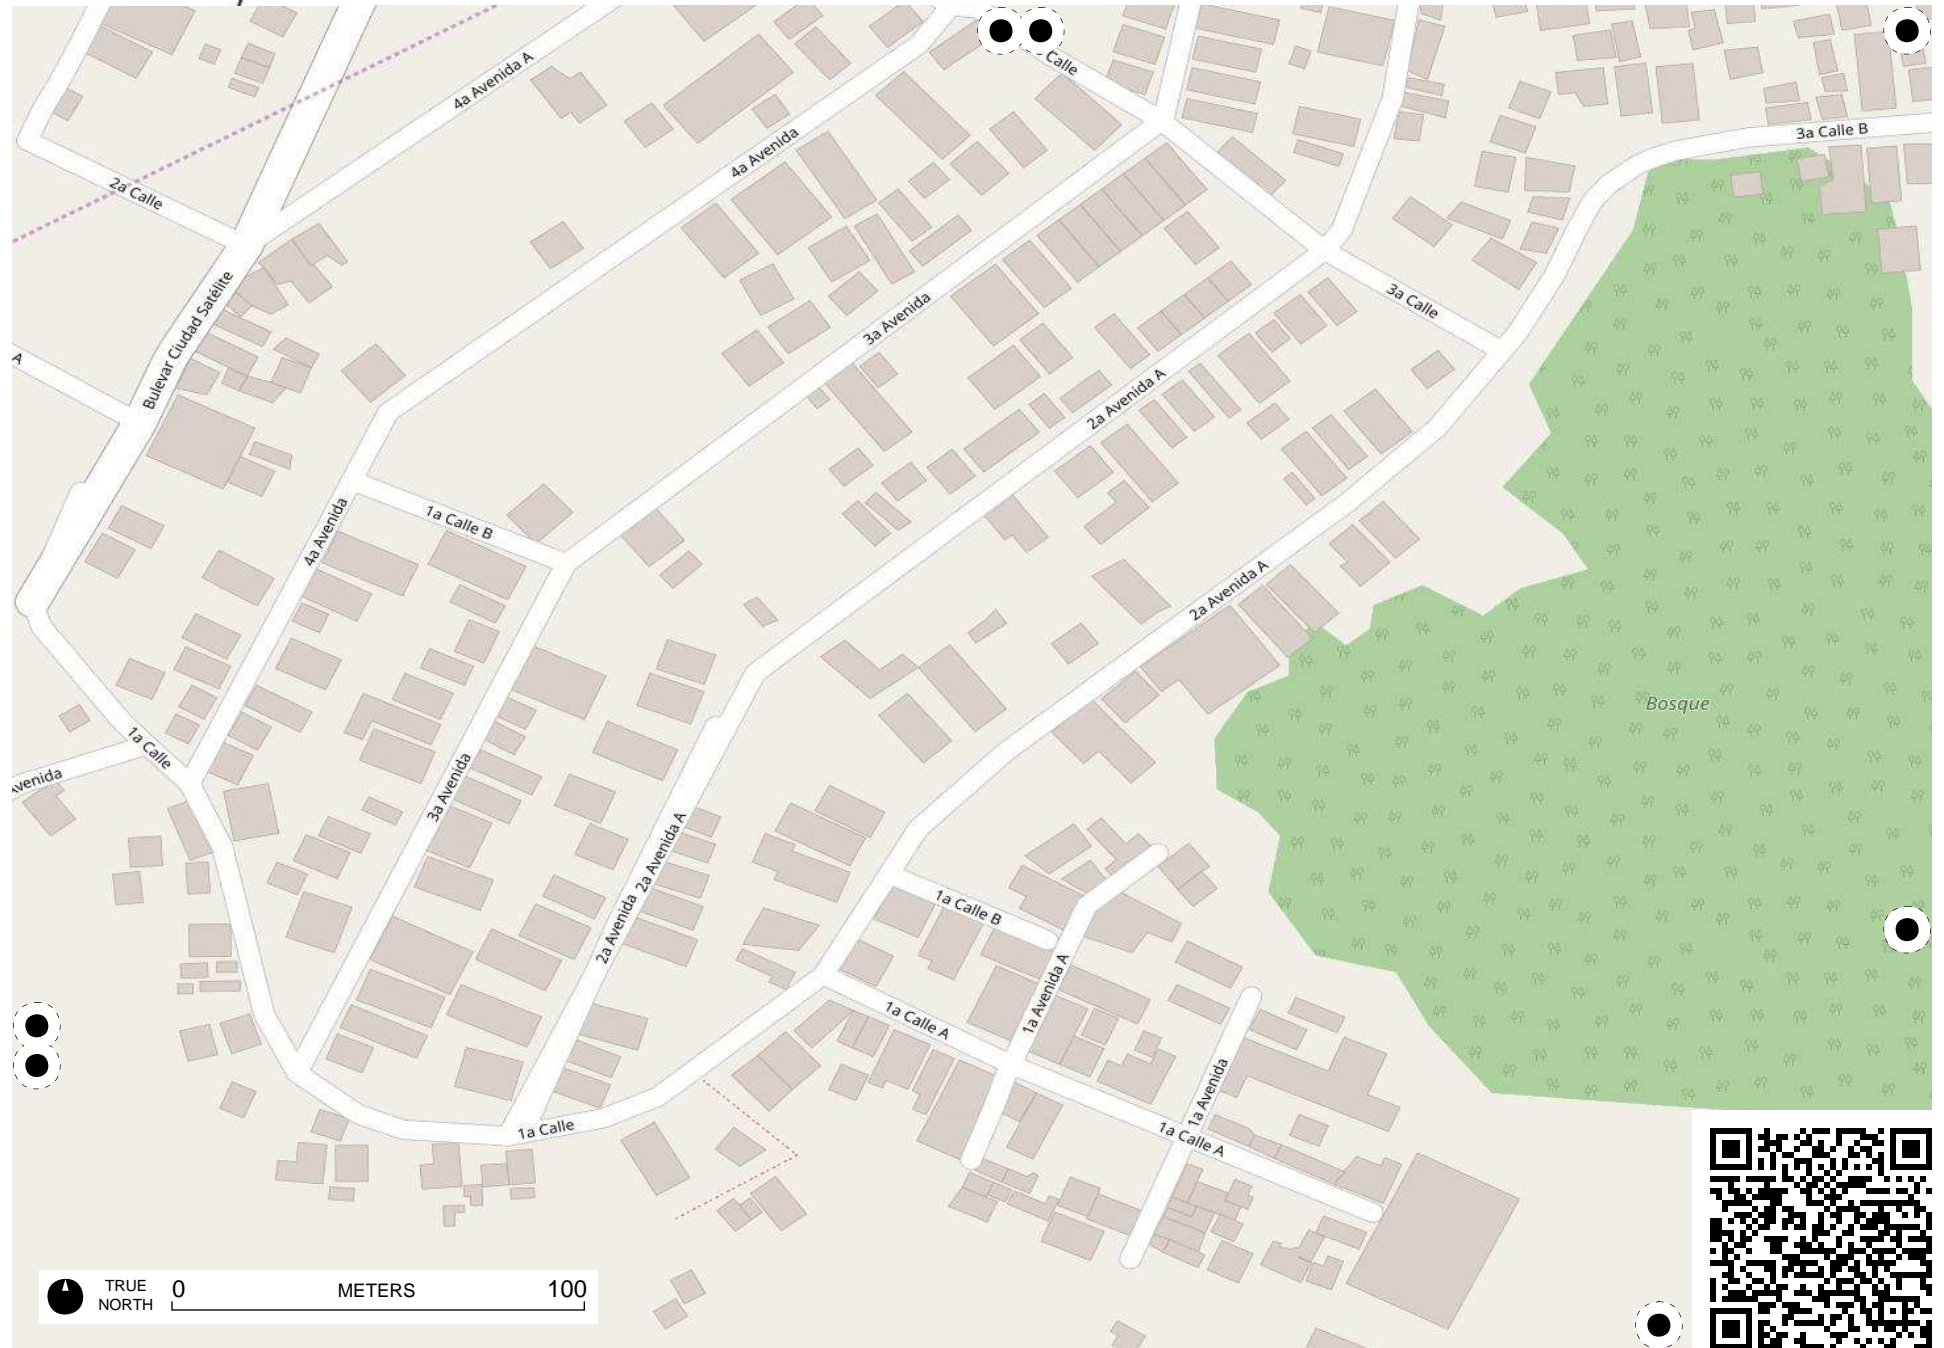 Calle
4a Avenida A
3a Calle B
4a Avenida
2a Calle
Bulevar Ciudad Satélite
3a Calle
3a Avenida
A
2a Avenida A
1a Calle B
4a Avenida
2a Avenida A
Bosque
1a Calle
Avenida
3a Avenida
2a Avenida A
2a Avenida
1a Calle B
1a Avenida A
1a Calle A
1a Avenida
1a Calle
1a Calle A
TRUE
NORTH
0 METERS 100